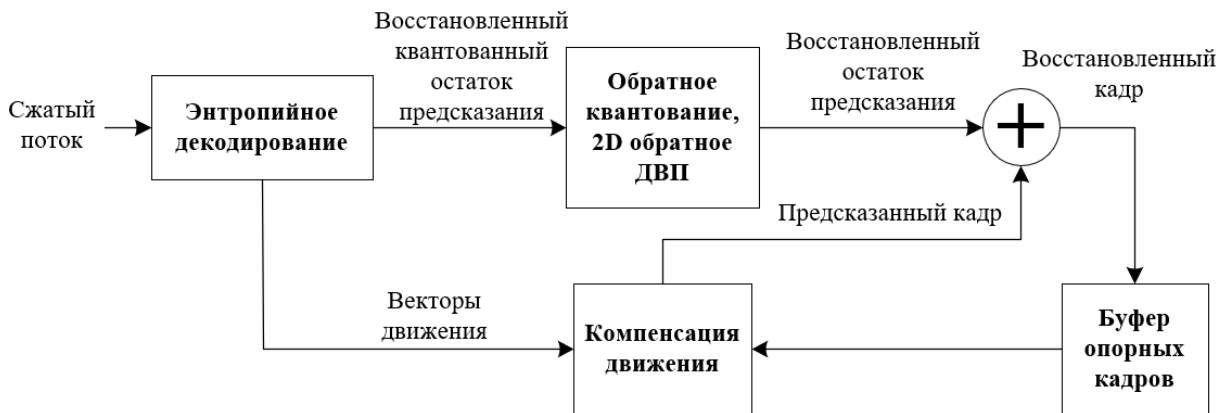 Сжатый
поток
Энтропийное
декодирование
Восстановленный
квантованный
остаток
предсказания
Обратное
квантование,
2D обратное
ДВП
Восстановленный
остаток
предсказания
Восстановленный
кадр
Предсказанный кадр
Векторы
движения
Компенсация
движения
Буфер
опорных
кадров